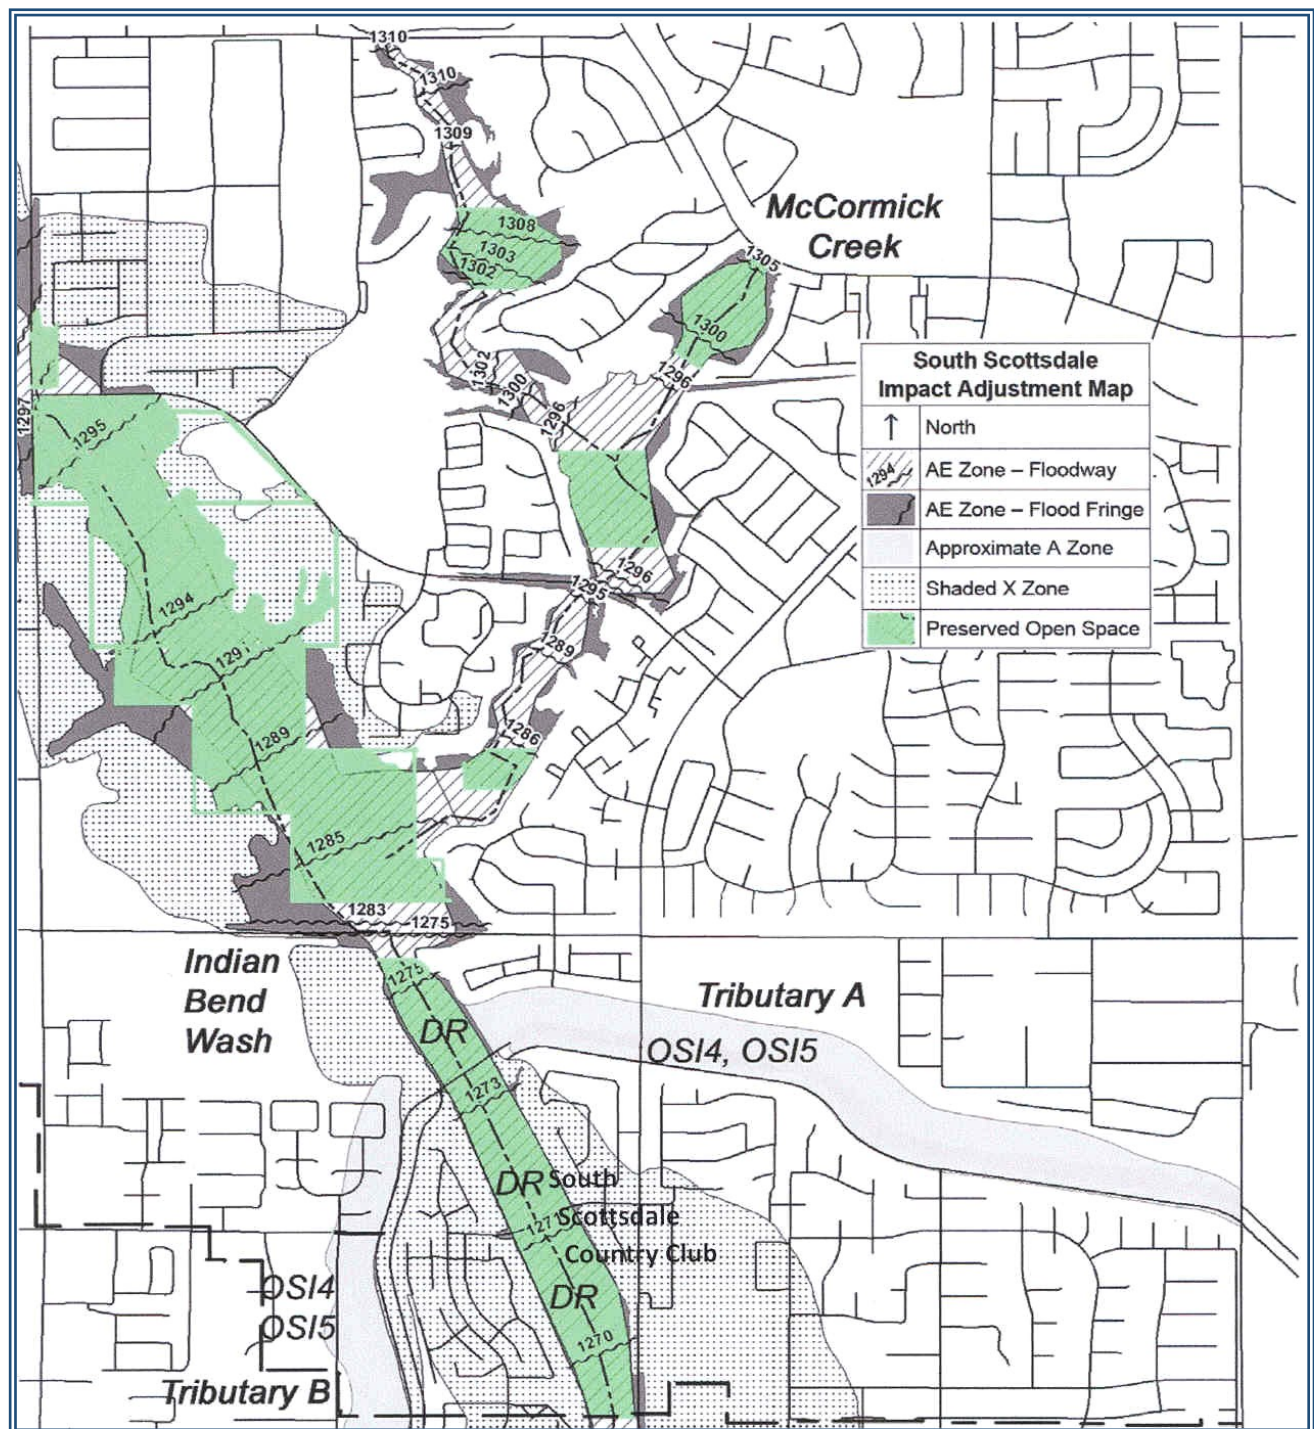 1310
1310
1309
McCormick
Creek
1308
1303
1302
1305
1300
South Scottsdale
Impact Adjustment Map
North
1294
AE Zone – Floodway
AE Zone – Flood Fringe
Approximate A Zone
Shaded X Zone
Preserved Open Space
1302
1300
1296
1296
1297
1295
1296
1295
1294
1289
1286
1289
1285
1283
1275
Indian
Bend
Wash
1275
Tributary A
DR
OSI4, OSI5
1273
DR
South
Scottsdale
Country Club
DR
OSI4
OSI5
1270
Tributary B